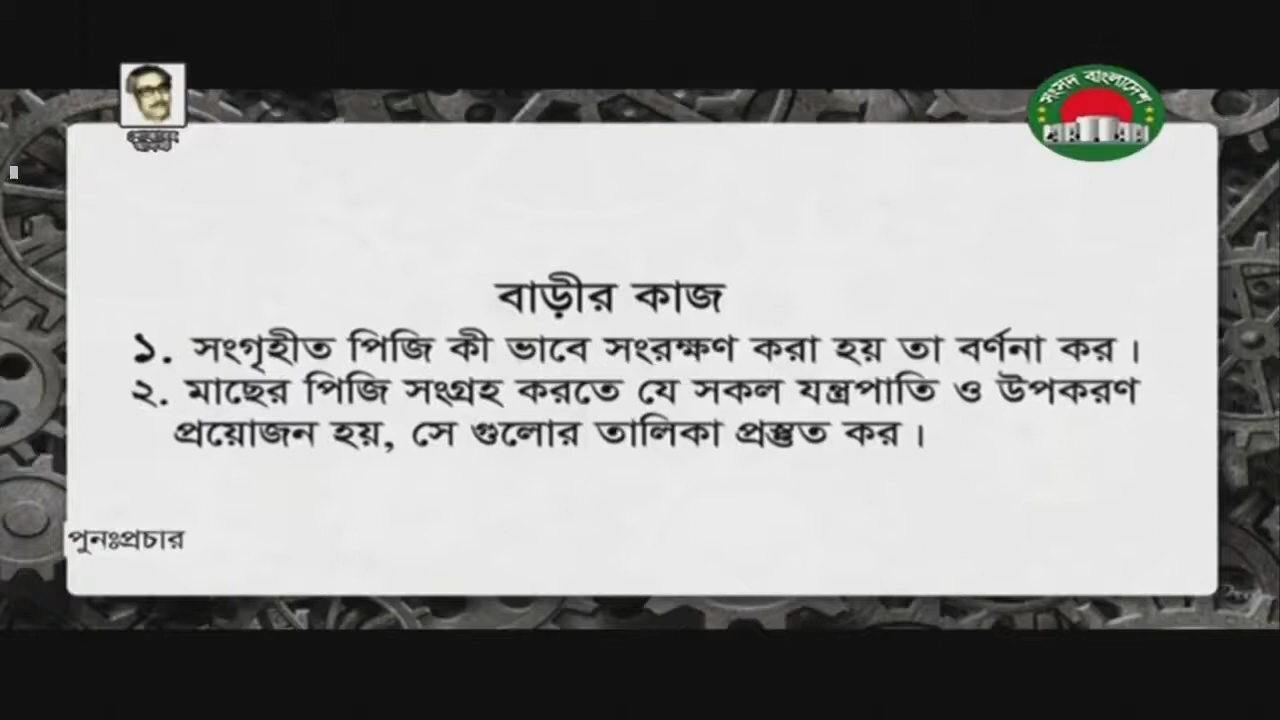 সংসদ বাংলাদেশ
বাড়ীর কাজ
১. সংগৃহীত পিজি কী ভাবে সংরক্ষণ করা হয় তা বর্ণনা কর।
২. মাছের পিজি সংগ্রহ করতে যে সকল যন্ত্রপাতি ও উপকরণ
প্রয়োজন হয়, সে গুলোর তালিকা প্রস্তুত কর।
পুনঃপ্রচার